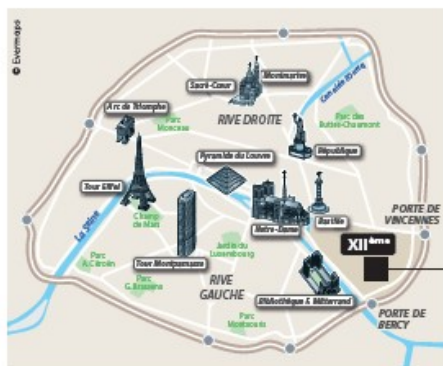 © Evermaps
Montmartre
Sacré-Cœur
Canal de l'Ourcq
Arc de Triomphe
Parc
Monceau
RIVE DROITE
Parc des
Buttes-Chaumont
République
Pyramide du Louvre
Tour Eiffel
Champ
de Mars
La Seine
Notre-Dame
Bastille
PORTE DE
VINCENNES
XIIème
Jardin du
Luxembourg
Tour Montparnasse
Parc
A.Citroën
Parc
G.Brassens
RIVE
GAUCHE
Bibliothèque F. Mitterrand
PORTE DE
BERCY
Parc
Montsouris